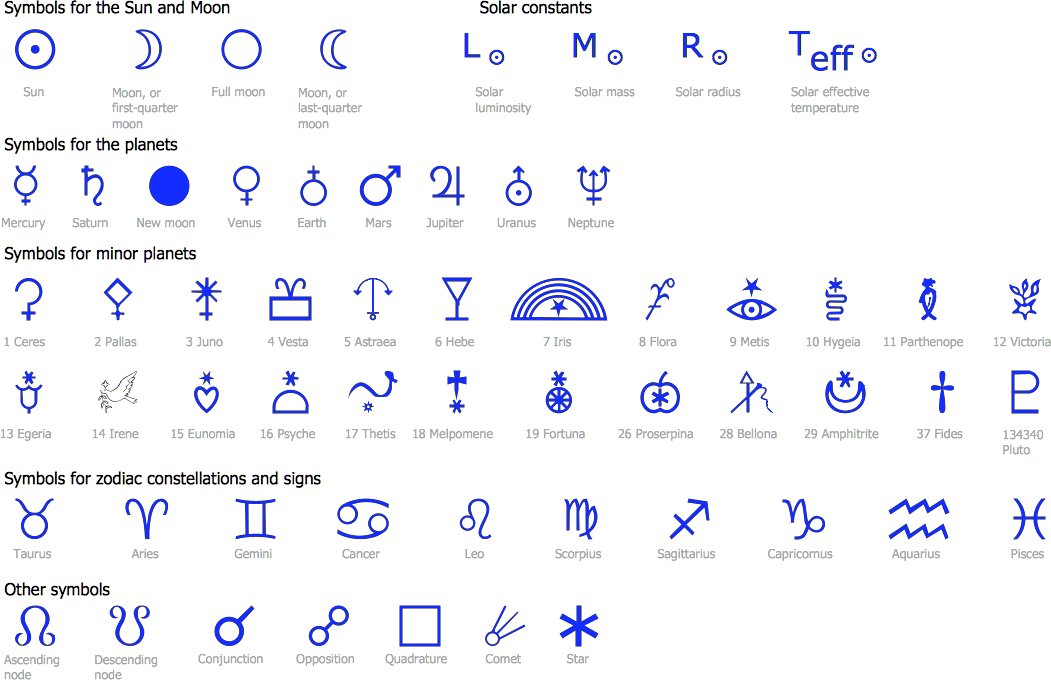 Symbols for the Sun and Moon
Solar constants
L
M
R
Teff
Sun
Moon, or
first-quarter
moon
Full moon
Moon, or
last-quarter
moon
Solar
luminosity
Solar mass
Solar radius
Solar effective
temperature
Symbols for the planets
Mercury
Saturn
New moon
Venus
Earth
Mars
Jupiter
Uranus
Neptune
Symbols for minor planets
1 Ceres
2 Pallas
3 Juno
4 Vesta
5 Astraea
6 Hebe
7 Iris
8 Flora
9 Metis
10 Hygeia
11 Parthenope
12 Victoria
13 Egeria
14 Irene
15 Eunomia
16 Psyche
17 Thetis
18 Melpomene
19 Fortuna
26 Proserpina
28 Bellona
29 Amphitrite
37 Fides
134340
Pluto
Symbols for zodiac constellations and signs
Taurus
Aries
Gemini
Cancer
Leo
Scorpius
Sagittarius
Capricornus
Aquarius
Pisces
Other symbols
Ascending
node
Descending
node
Conjunction
Opposition
Quadrature
Comet
Star